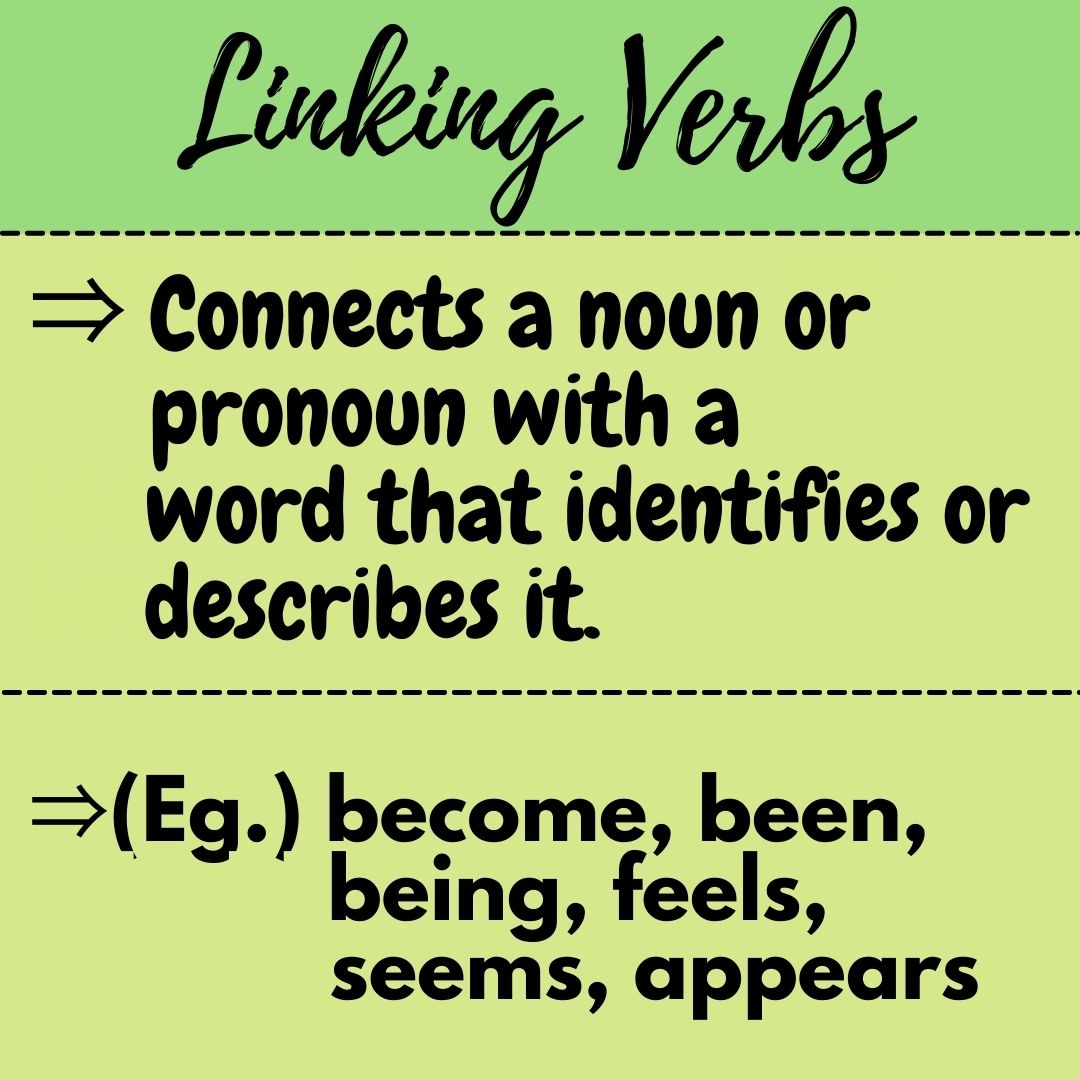 Linking Verbs
⇒ Connects a noun or
pronoun with a
word that identifies or
describes it.
⇒(Eg.) become, been,
being, feels,
seems, appears